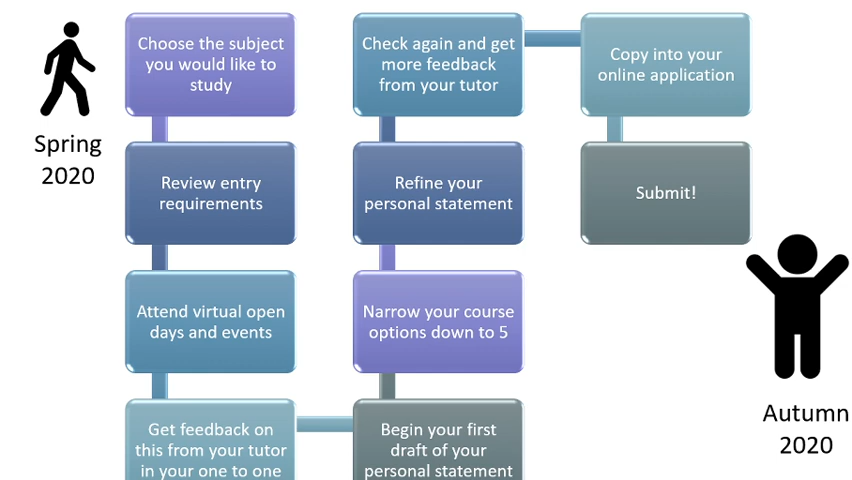 Spring
2020
Choose the subject
you would like to
study
Review entry
requirements
Attend virtual open
days and events
Get feedback on
this from your tutor
in your one to one
Begin your first
draft of your
personal statement
Narrow your course
options down to 5
Refine your
personal statement
Check again and get
more feedback
from your tutor
Copy into your
online application
Submit!
Autumn
2020